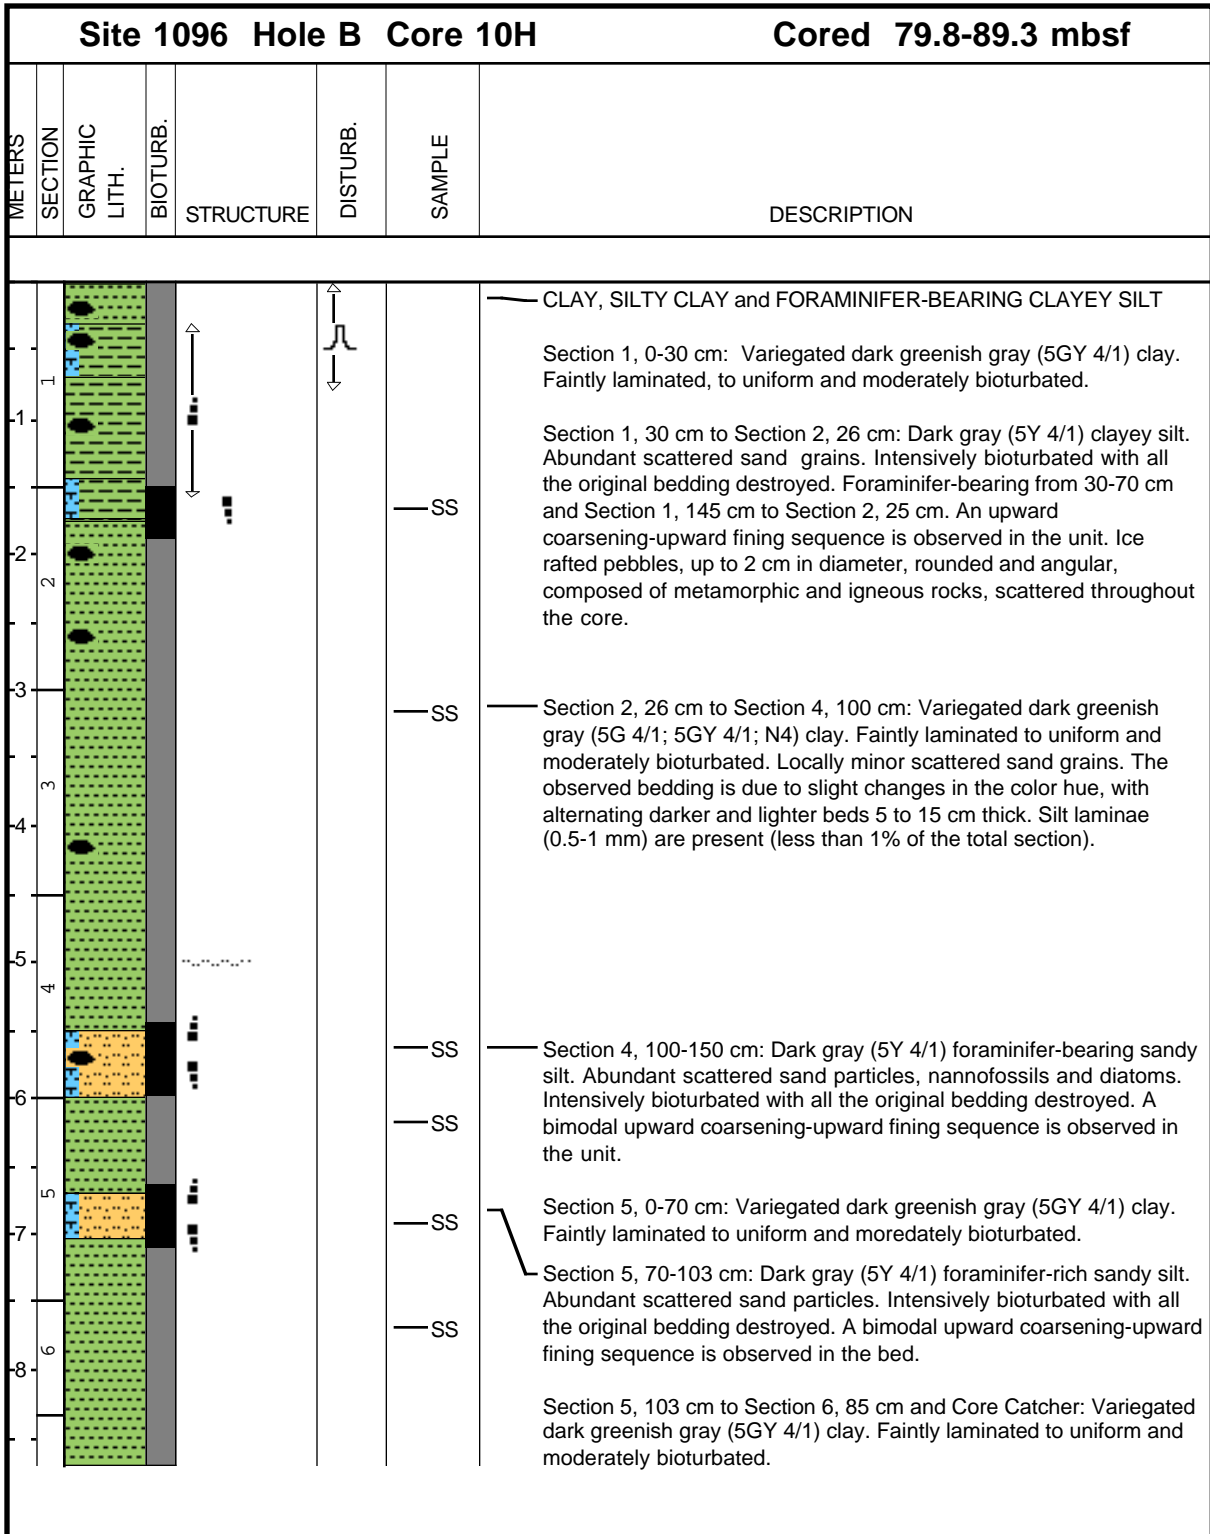 Site 1096 Hole B Core 10H Cored 79.8-89.3 mbsf
METERS
SECTION
GRAPHIC
LITH.
BIOTURB.
STRUCTURE
DISTURB.
SAMPLE
DESCRIPTION
CLAY, SILTY CLAY and FORAMINIFER-BEARING CLAYEY SILT
Section 1, 0-30 cm: Variegated dark greenish gray (5GY 4/1) clay.
Faintly laminated, to uniform and moderately bioturbated.
1
1
Section 1, 30 cm to Section 2, 26 cm: Dark gray (5Y 4/1) clayey silt.
Abundant scattered sand grains. Intensively bioturbated with all
the original bedding destroyed. Foraminifer-bearing from 30-70 cm
SS
and Section 1, 145 cm to Section 2, 25 cm. An upward
coarsening-upward fining sequence is observed in the unit. Ice
2
rafted pebbles, up to 2 cm in diameter, rounded and angular,
2
composed of metamorphic and igneous rocks, scattered throughout
the core.
3
SS
Section 2, 26 cm to Section 4, 100 cm: Variegated dark greenish
gray (5G 4/1; 5GY 4/1; N4) clay. Faintly laminated to uniform and
moderately bioturbated. Locally minor scattered sand grains. The
3
observed bedding is due to slight changes in the color hue, with
4
alternating darker and lighter beds 5 to 15 cm thick. Silt laminae
(0.5-1 mm) are present (less than 1% of the total section).
5
4
SS
Section 4, 100-150 cm: Dark gray (5Y 4/1) foraminifer-bearing sandy
silt. Abundant scattered sand particles, nannofossils and diatoms.
6
Intensively bioturbated with all the original bedding destroyed. A
SS
bimodal upward coarsening-upward fining sequence is observed in
the unit.
5
Section 5, 0-70 cm: Variegated dark greenish gray (5GY 4/1) clay.
SS
7
Faintly laminated to uniform and moredately bioturbated.
Section 5, 70-103 cm: Dark gray (5Y 4/1) foraminifer-rich sandy silt.
Abundant scattered sand particles. Intensively bioturbated with all
SS
the original bedding destroyed. A bimodal upward coarsening-upward
6
fining sequence is observed in the bed.
8
Section 5, 103 cm to Section 6, 85 cm and Core Catcher: Variegated
dark greenish gray (5GY 4/1) clay. Faintly laminated to uniform and
moderately bioturbated.